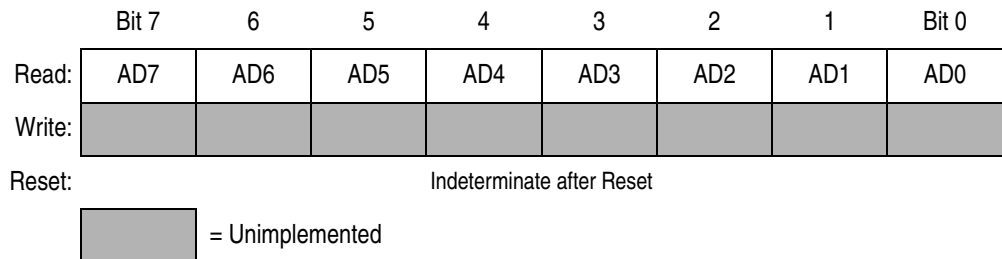 Bit 7 6 5 4 3 2 1 Bit 0
Read: AD7 AD6 AD5 AD4 AD3 AD2 AD1 AD0
Write:
Reset: Indeterminate after Reset
= Unimplemented